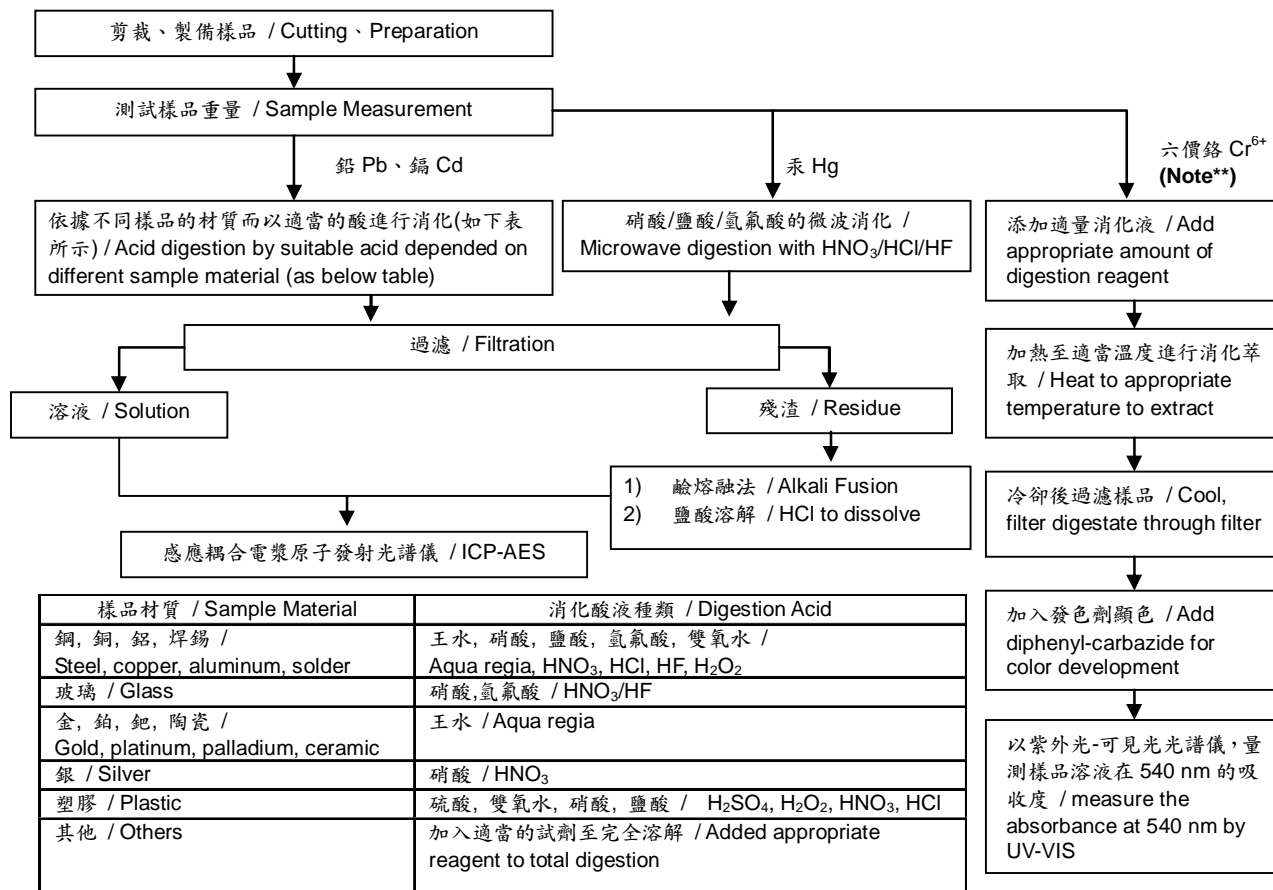 剪裁、製備樣品 / Cutting、Preparation
測試樣品重量 / Sample Measurement
鉛 Pb、鎘 Cd
汞 Hg
六價鉻 Cr6+
(Note**)
依據不同樣品的材質而以適當的酸進行消化(如下表
所示) / Acid digestion by suitable acid depended on
different sample material (as below table)
硝酸/鹽酸/氫氟酸的微波消化 /
Microwave digestion with HNO3/HCl/HF
添加適量消化液 / Add
appropriate amount of
digestion reagent
過濾 / Filtration
加熱至適當溫度進行消化萃
取 / Heat to appropriate
temperature to extract
溶液 / Solution
殘渣 / Residue
1) 鹼熔融法 / Alkali Fusion
2) 鹽酸溶解 / HCl to dissolve
冷卻後過濾樣品 / Cool,
filter digestate through filter
感應耦合電漿原子發射光譜儀 / ICP-AES
加入發色劑顯色 / Add
diphenyl-carbazide for
color development
以紫外光-可見光光譜儀，量
測樣品溶液在 540 nm 的吸
收度 / measure the
absorbance at 540 nm by
UV-VIS
樣品材質 / Sample Material
消化酸液種類 / Digestion Acid
鋼, 銅, 鋁, 焊錫 /
Steel, copper, aluminum, solder
王水, 硝酸, 鹽酸, 氫氟酸, 雙氧水 /
Aqua regia, HNO3, HCl, HF, H2O2
玻璃 / Glass
硝酸,氫氟酸 / HNO3/HF
金, 鉑, 鈀, 陶瓷 /
Gold, platinum, palladium, ceramic
王水 / Aqua regia
銀 / Silver
硝酸 / HNO3
塑膠 / Plastic
硫酸, 雙氧水, 硝酸, 鹽酸 / H2SO4, H2O2, HNO3, HCl
其他 / Others
加入適當的試劑至完全溶解 / Added appropriate
reagent to total digestion